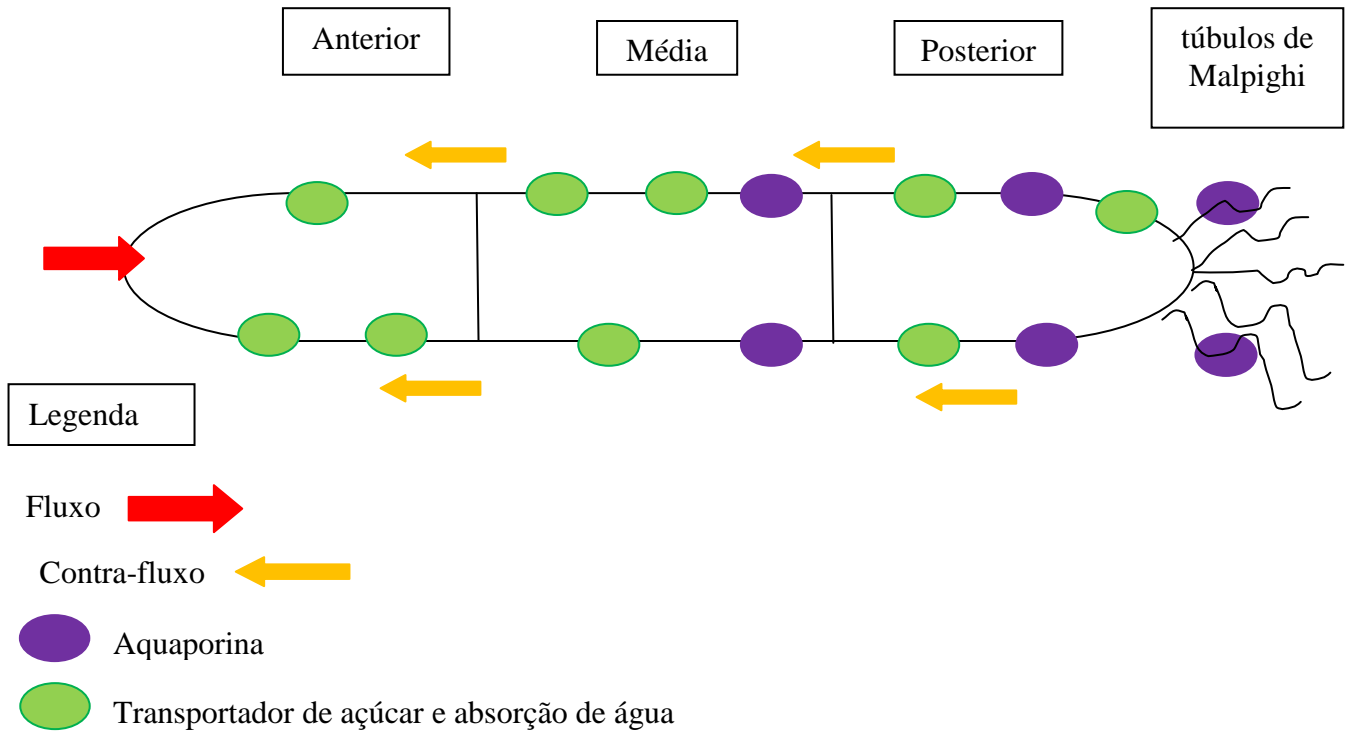 Anterior
Média
Posterior
túbulos de
Malpighi
Legenda
Fluxo
Contra-fluxo
Aquaporina
Transportador de açúcar e absorção de água